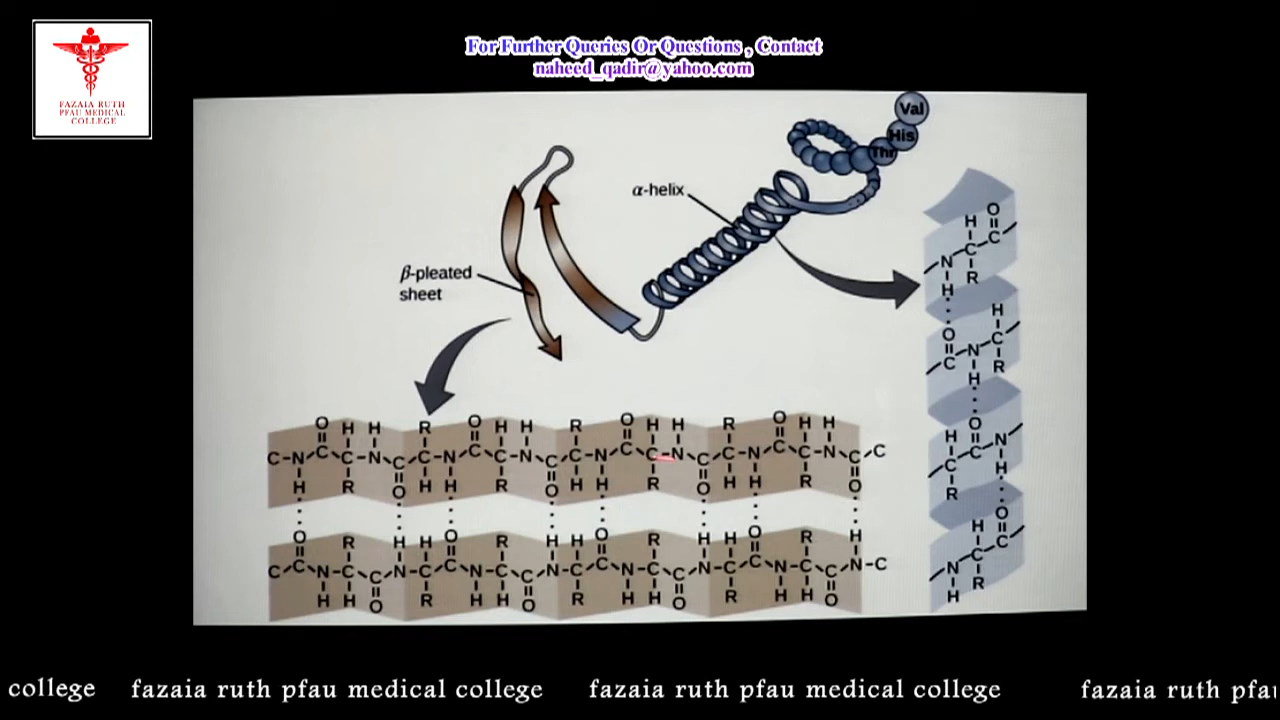 For Further Queries Or Questions , Contact
naheed_qadir@yahoo.com
FAZAIA RUTH
PFAU MEDICAL
COLLEGE
Val
His
Thr
α-helix
β-pleated
sheet
O H H R O H H R O H H R O H H
C-N-C-C-N-C-C-N-C-C-N-C-C-N-C-C-N-C-C-N-C-C-N-C-C-N-C-C
H R O H H R O H H R O H H R O
O R H H O R H H O R H H O R H
C-C-N-C-C-N-C-C-N-C-C-N-C-C-N-C-C-N-C-C-N-C-C-N-C-C-N-C
H H O R H H O R H H O R H H O
O
H
C
C
N
R
H
H
O
C
N
C
H
R
O
H
C
N
C
H
R
O
H
C
C
N
R
H
college fazaia ruth pfau medical college fazaia ruth pfau medical college fazaia ruth pfa